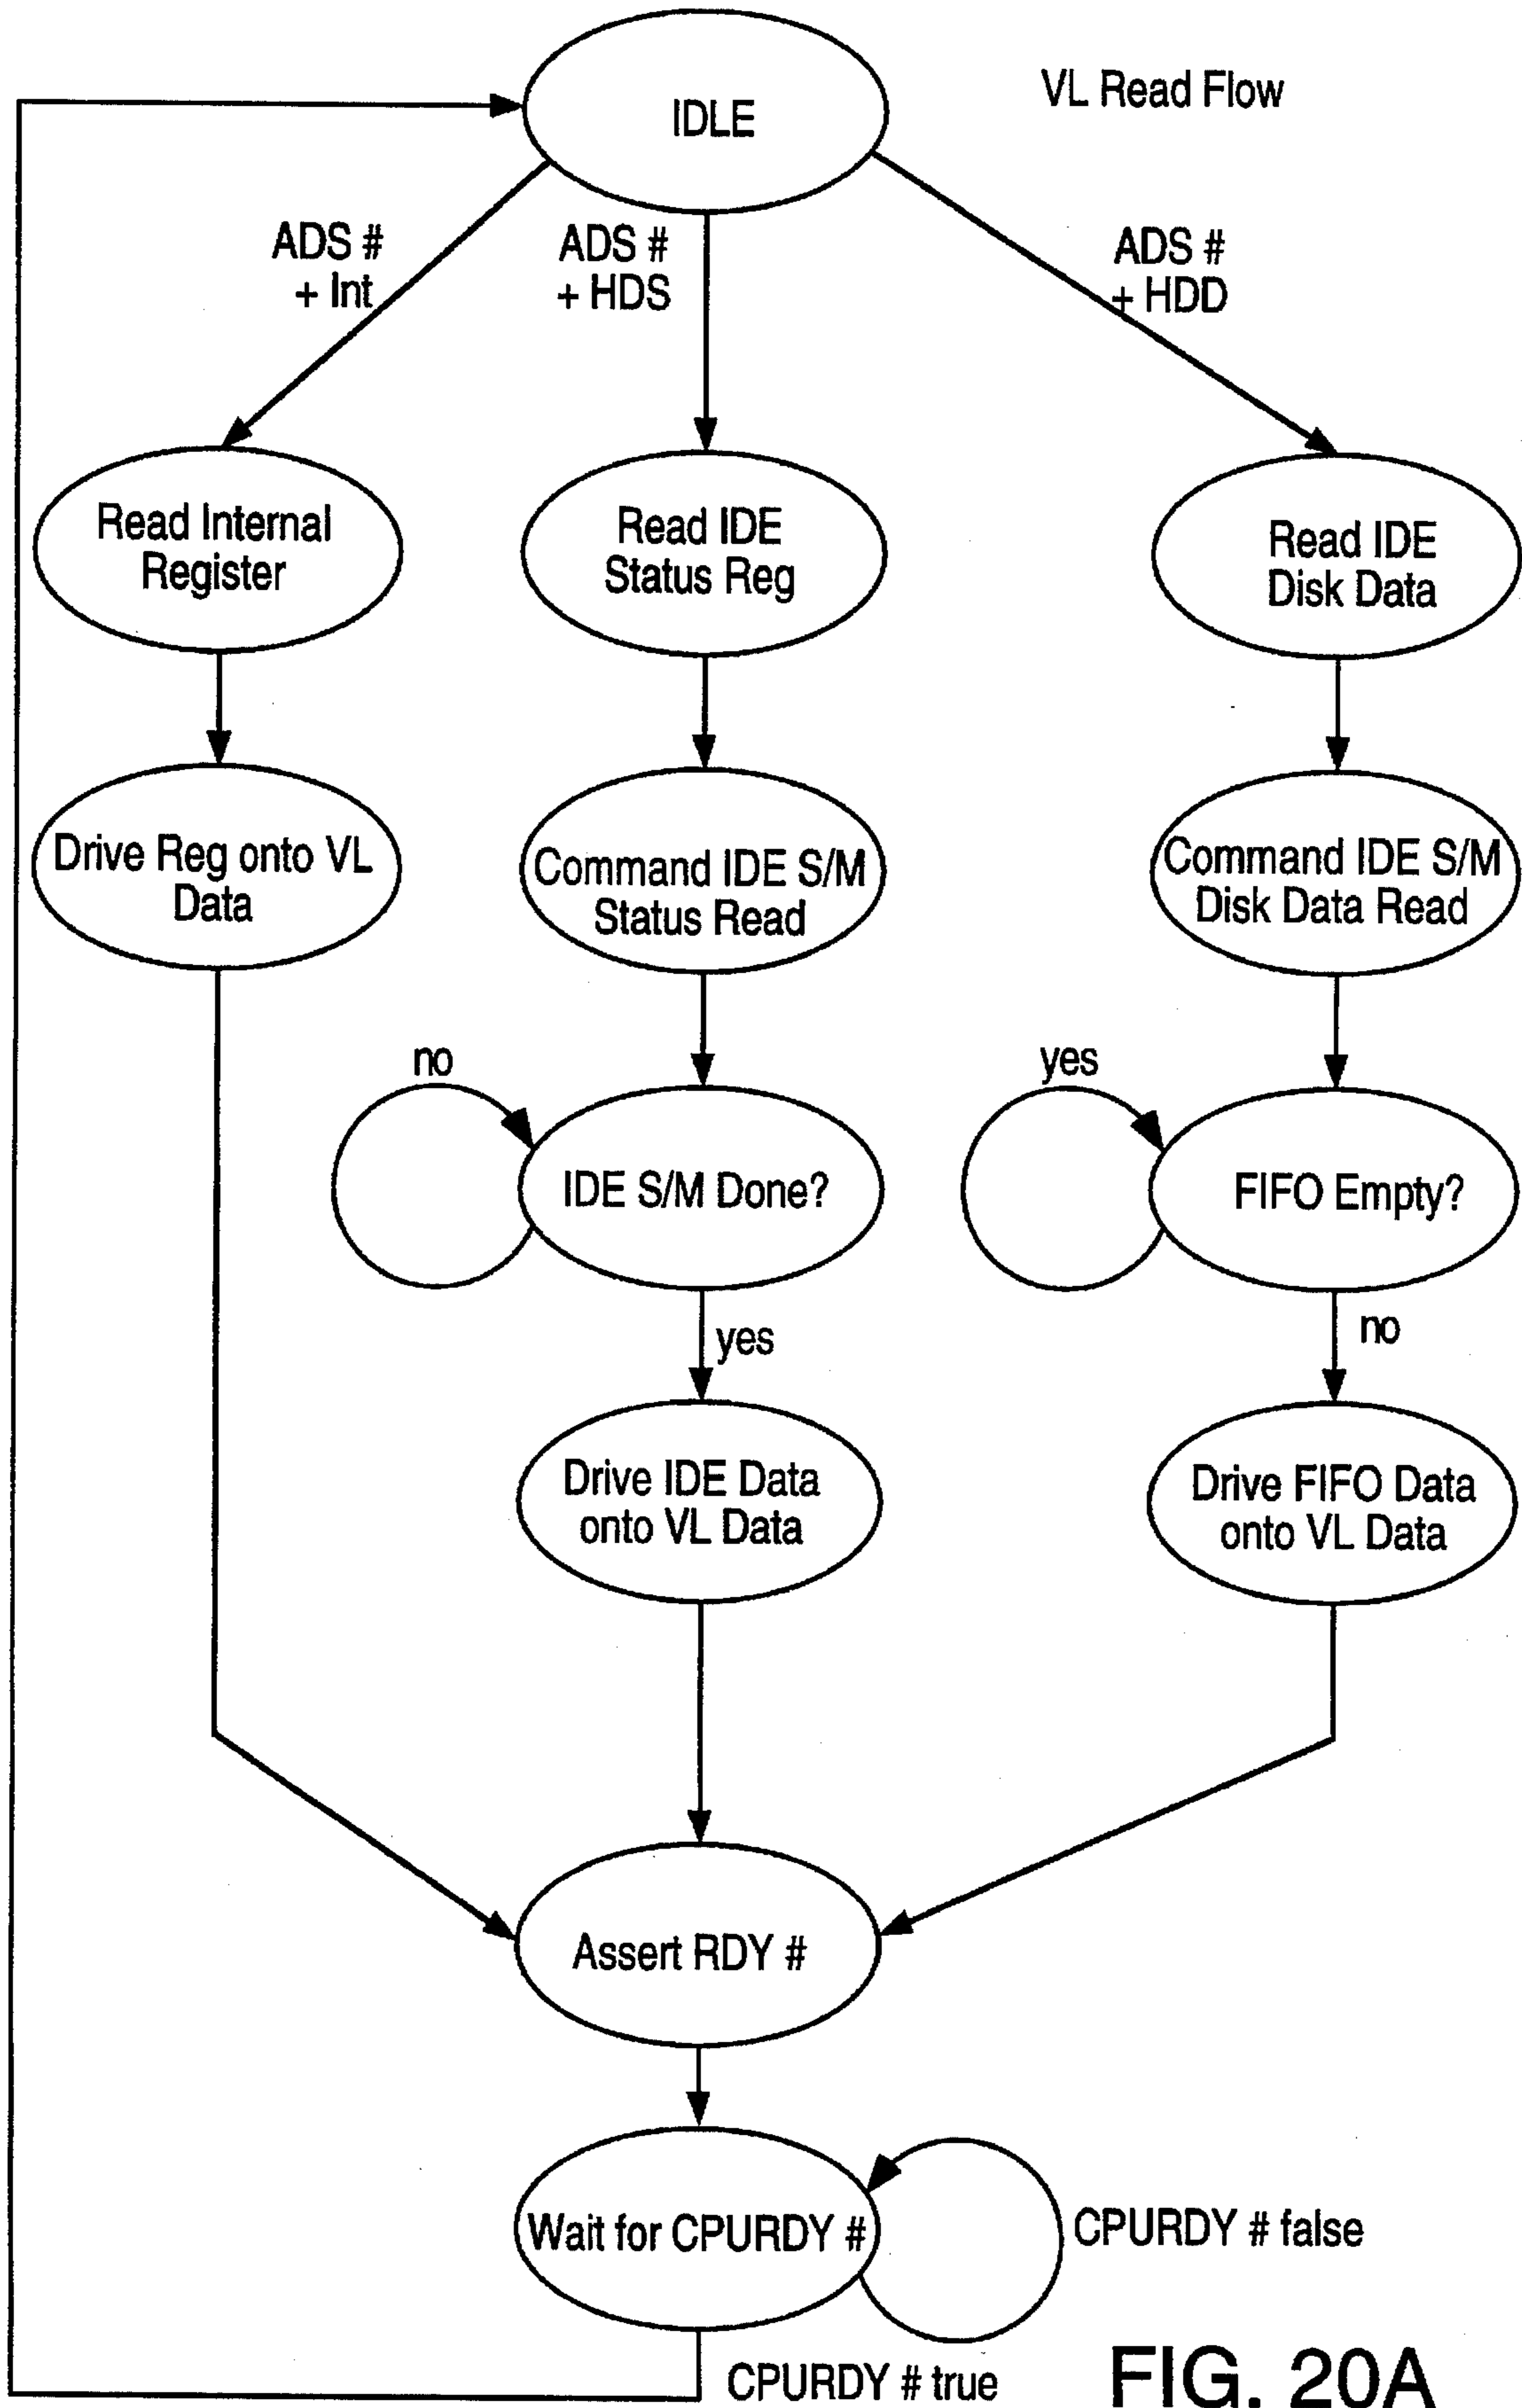 VL Read Flow
IDLE
ADS #
+ Int
ADS #
+ HDS
ADS #
+ HDD
Read Internal
Register
Read IDE
Status Reg
Read IDE
Disk Data
Drive Reg onto VL
Data
Command IDE S/M
Status Read
Command IDE S/M
Disk Data Read
no
IDE S/M Done?
yes
yes
FIFO Empty?
no
Drive IDE Data
onto VL Data
Drive FIFO Data
onto VL Data
Assert RDY #
Wait for CPURDY #
CPURDY # false
CPURDY # true
FIG. 20A